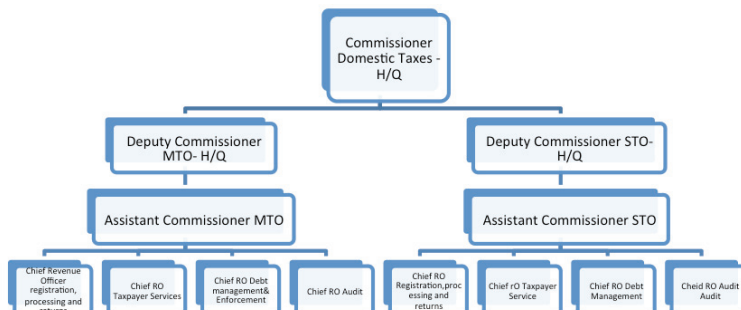 Commissioner
Domestic Taxes -
H/Q
Deputy Commissioner
MTO- H/Q
Deputy Commissioner STO-
H/Q
Assistant Commissioner MTO
Assistant Commissioner STO
Chief Revenue
Officer
registration,
processing and
returns
Chief RO
Taxpayer Services
Chief RO Debt
management&
Enforcement
Chief RO Audit
Chief RO
Registration,proc
essing and
returns
Chief rO Taxpayer
Service
Chief RO Debt
Management
Cheid RO Audit
Audit